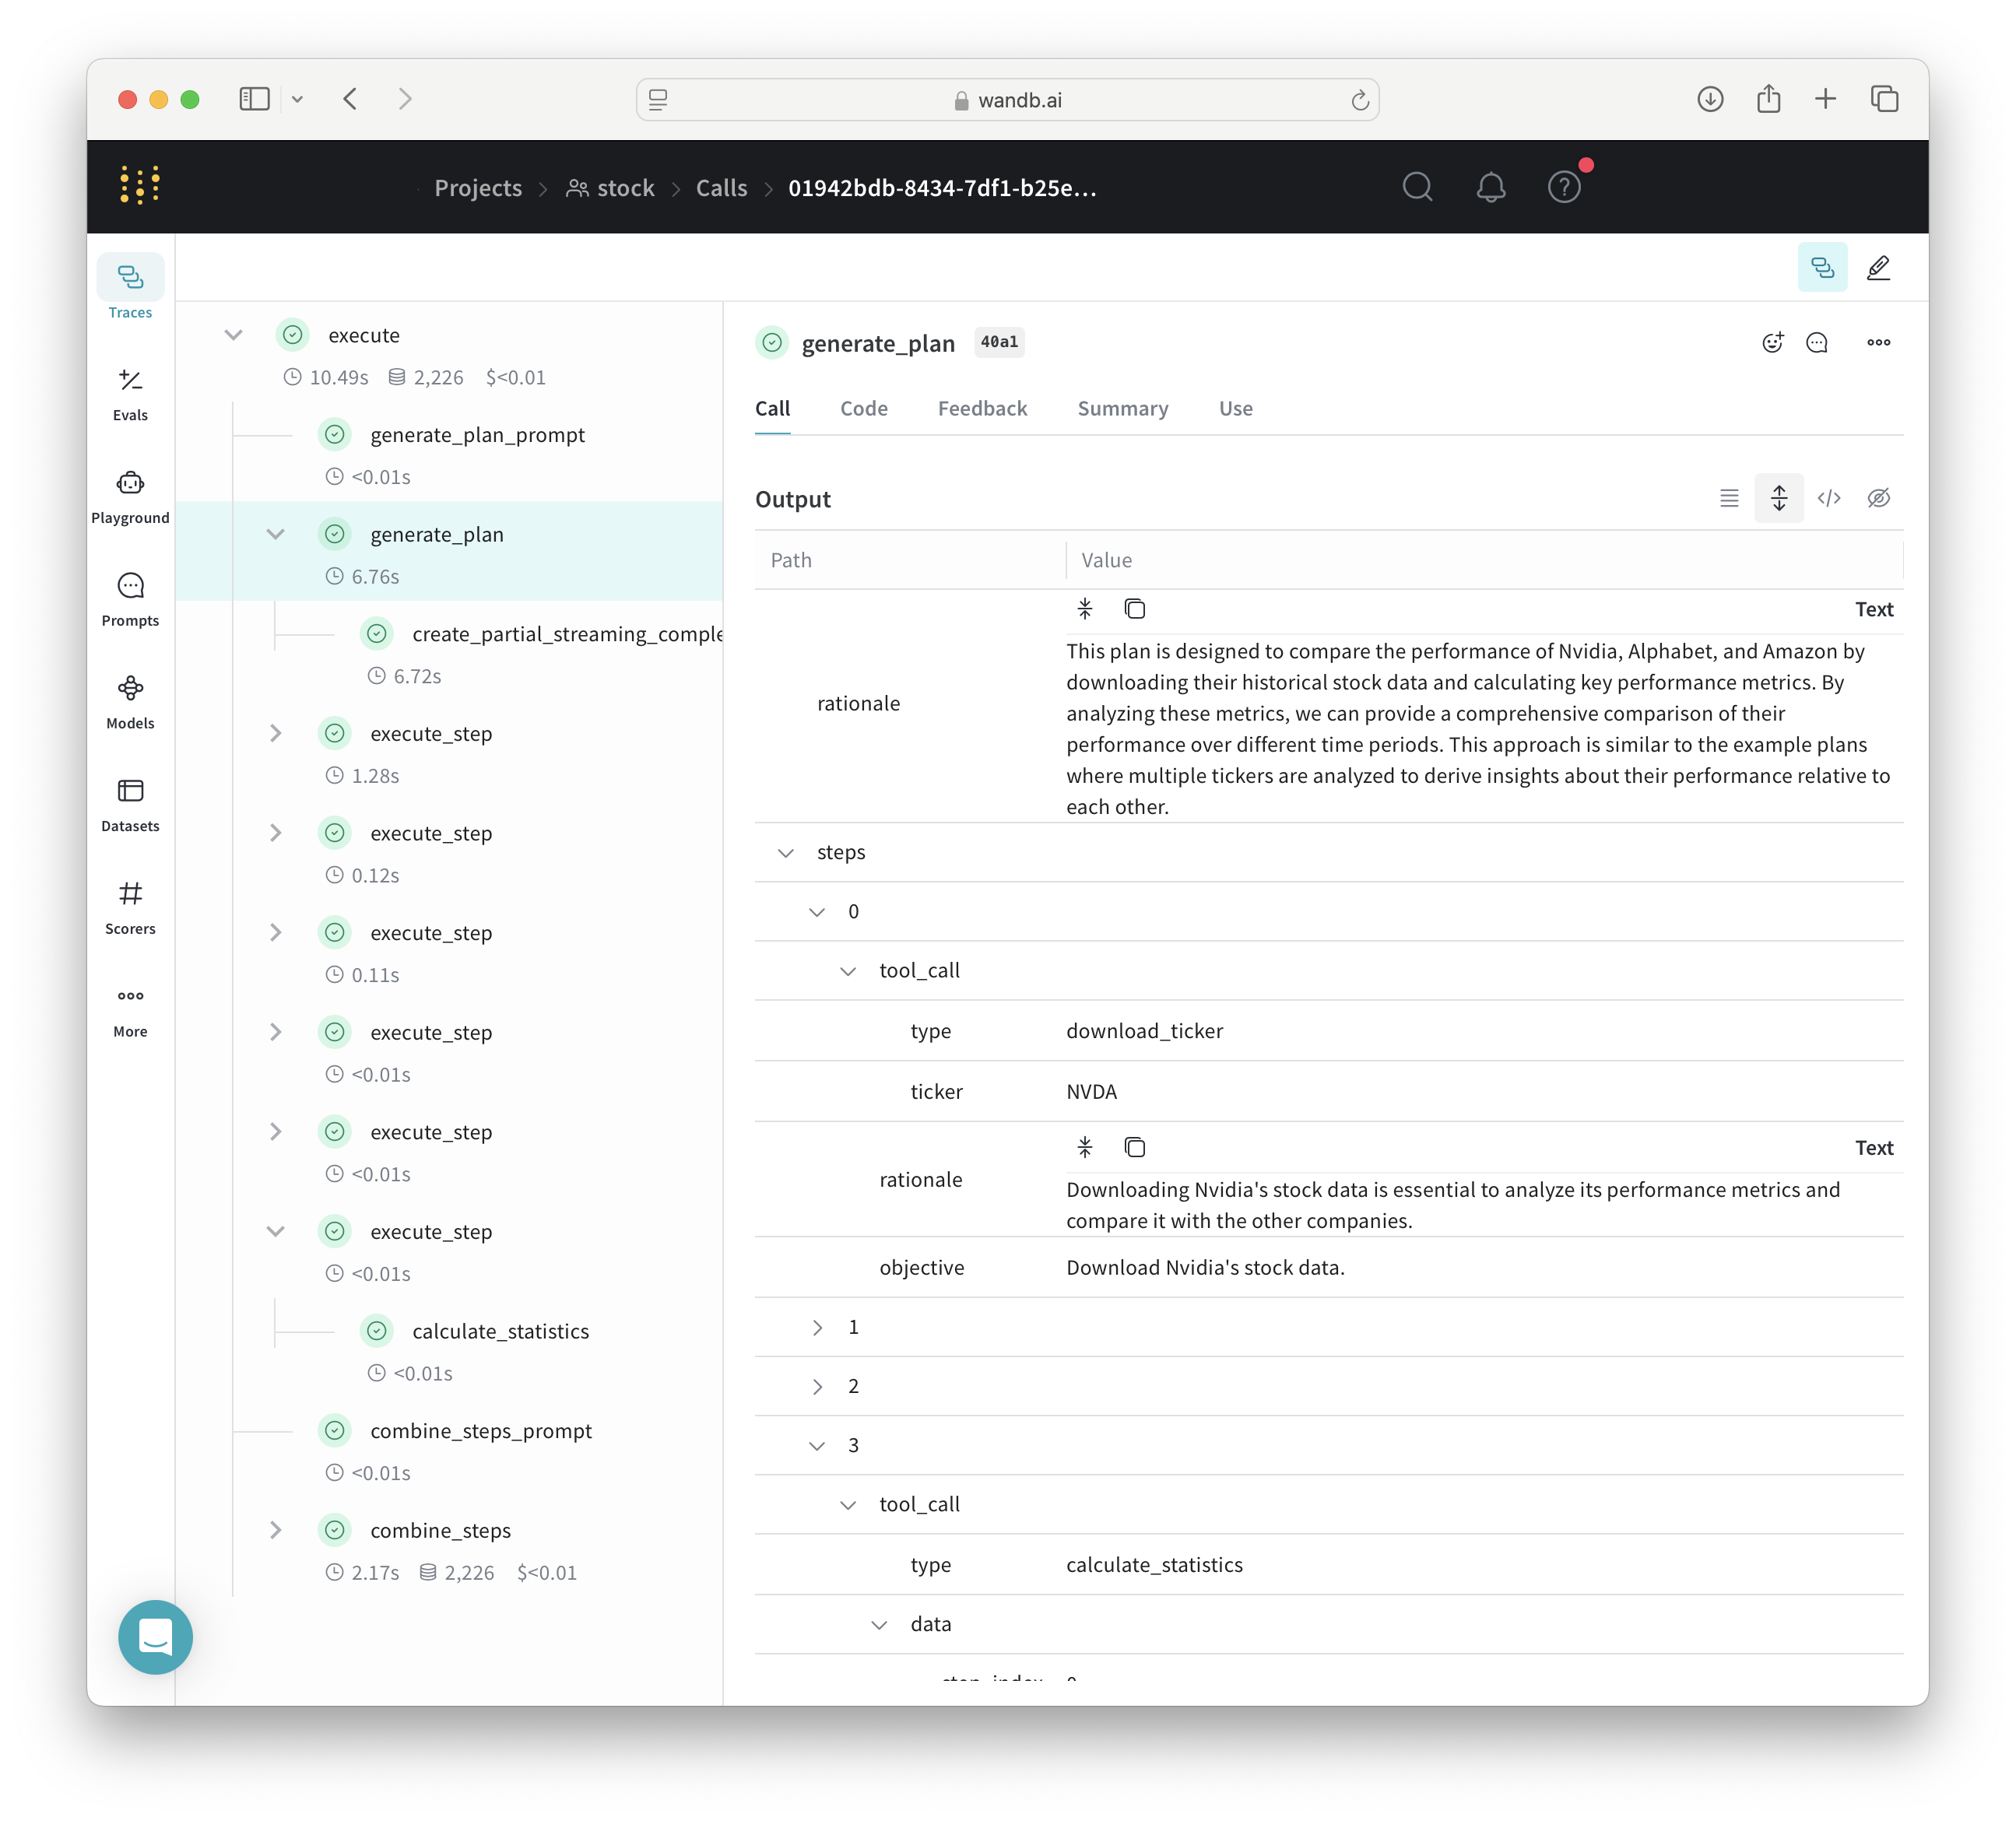 wandb.ai
Projects > stock > Calls > 01942bdb-8434-7df1-b25e...
Traces
Evals
Playground
Prompts
Models
Datasets
Scorers
More
execute
10.49s 2,226 $<0.01
generate_plan_prompt
<0.01s
generate_plan
6.76s
create_partial_streaming_comple
6.72s
execute_step
1.28s
execute_step
0.12s
execute_step
0.11s
execute_step
<0.01s
execute_step
<0.01s
execute_step
<0.01s
calculate_statistics
<0.01s
combine_steps_prompt
<0.01s
combine_steps
2.17s 2,226 $<0.01
generate_plan 40a1
Call Code Feedback Summary Use
Output
Path Value
Text
rationale
This plan is designed to compare the performance of Nvidia, Alphabet, and Amazon by
downloading their historical stock data and calculating key performance metrics. By
analyzing these metrics, we can provide a comprehensive comparison of their
performance over different time periods. This approach is similar to the example plans
where multiple tickers are analyzed to derive insights about their performance relative to
each other.
steps
0
tool_call
type download_ticker
ticker NVDA
Text
rationale
Downloading Nvidia's stock data is essential to analyze its performance metrics and
compare it with the other companies.
objective Download Nvidia's stock data.
1
2
3
tool_call
type calculate_statistics
data
step_index 0